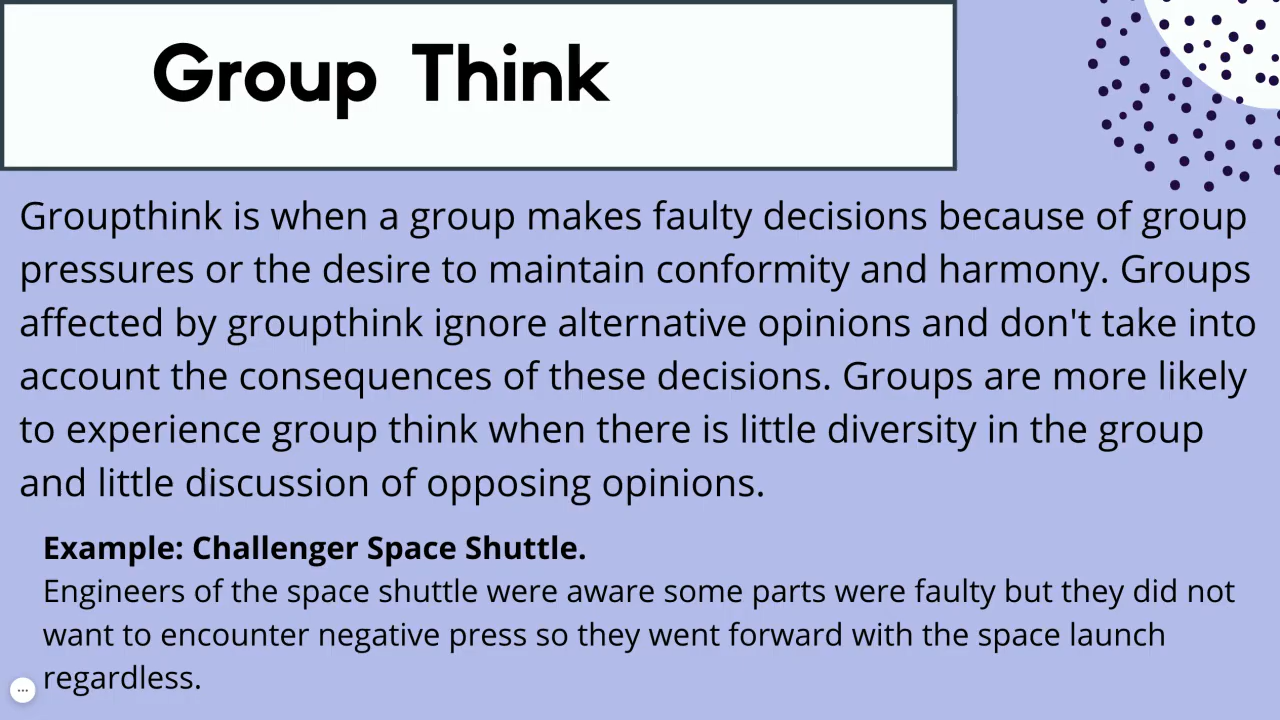 Group Think
Groupthink is when a group makes faulty decisions because of group
pressures or the desire to maintain conformity and harmony. Groups
affected by groupthink ignore alternative opinions and don't take into
account the consequences of these decisions. Groups are more likely
to experience group think when there is little diversity in the group
and little discussion of opposing opinions.
Example: Challenger Space Shuttle.
Engineers of the space shuttle were aware some parts were faulty but they did not
want to encounter negative press so they went forward with the space launch
regardless.